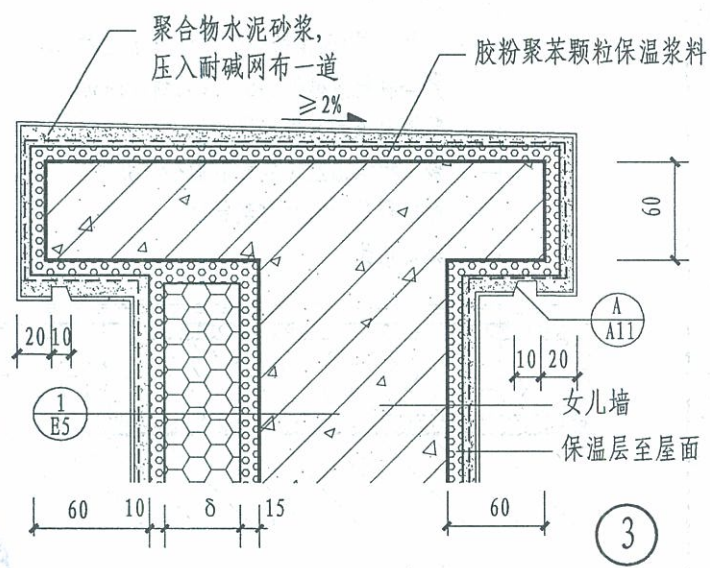 聚合物水泥砂浆,
压入耐碱网布一道
胶粉聚苯颗粒保温浆料
≥2%
60
20 10
A
A11
10 20
1
E5
女儿墙
保温层至屋面
60 10 δ 15 60
3